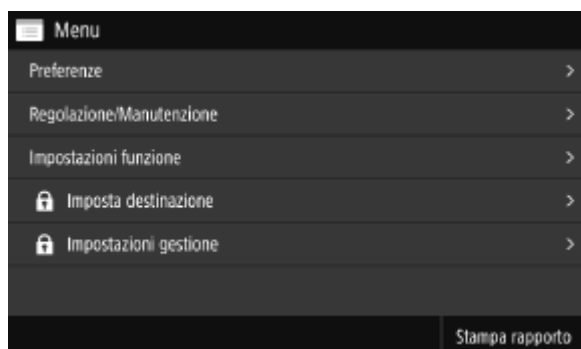 Menu
Preferenze
Regolazione/Manutenzione
Impostazioni funzione
Imposta destinazione
Impostazioni gestione
Stampa rapporto